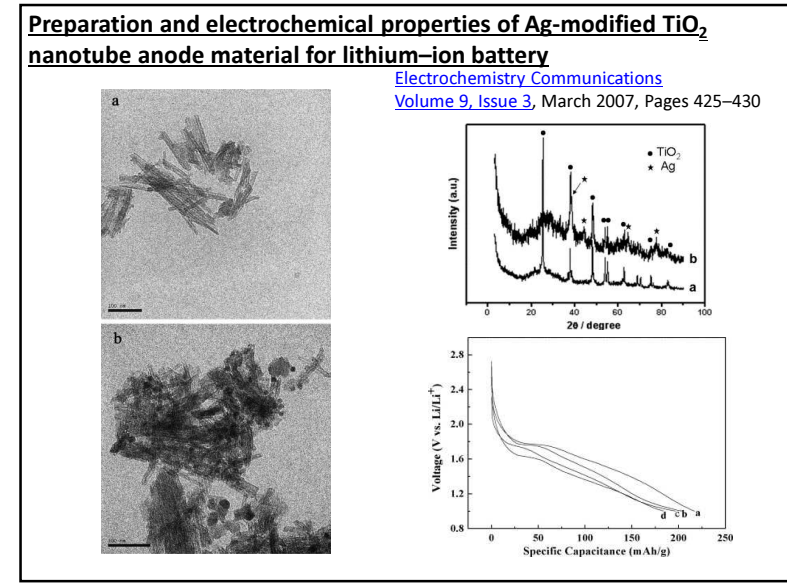 Preparation and electrochemical properties of Ag-modified TiO2
nanotube anode material for lithium–ion battery
Electrochemistry Communications
Volume 9, Issue 3, March 2007, Pages 425–430
a
b
Intensity (a.u.)
TiO2
Ag
b
a
0 20 40 60 80 100
2θ / degree
Voltage (V vs. Li/Li+)
2.8
2.4
2.0
1.6
1.2
0.8
d c b a
0 50 100 150 200 250
Specific Capacitance (mAh/g)